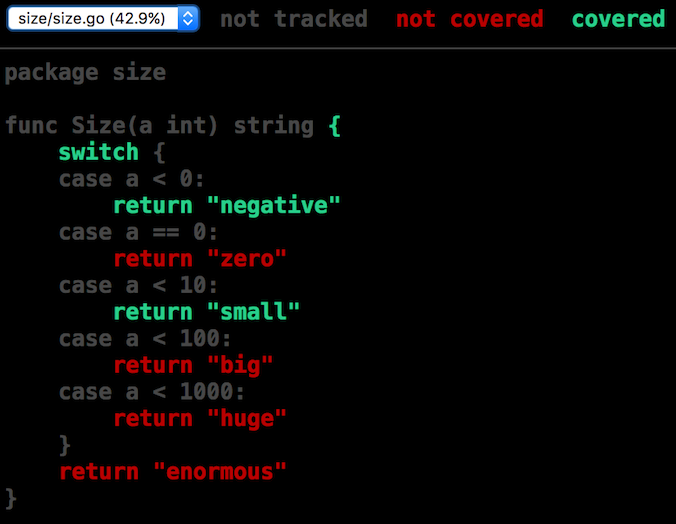 size/size.go (42.9%) not tracked not covered covered
package size
func Size(a int) string {
    switch {
    case a < 0:
        return "negative"
    case a == 0:
        return "zero"
    case a < 10:
        return "small"
    case a < 100:
        return "big"
    case a < 1000:
        return "huge"
    }
    return "enormous"
}